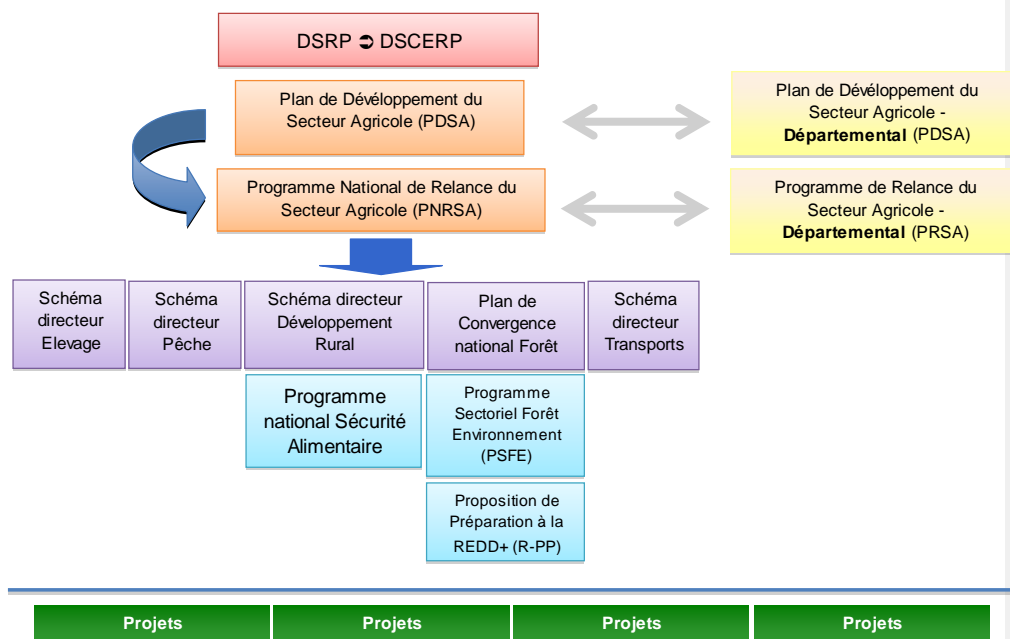 DSRP ➲ DSCERP
Plan de Dévéloppement du
Secteur Agricole (PDSA)
Plan de Développement du
Secteur Agricole -
Départemental (PDSA)
Programme National de Relance du
Secteur Agricole (PNRSA)
Programme de Relance du
Secteur Agricole -
Départemental (PRSA)
Schéma
directeur
Elevage
Schéma
directeur
Pêche
Schéma directeur
Développement
Rural
Plan de
Convergence
national Forêt
Schéma
directeur
Transports
Programme
national Sécurité
Alimentaire
Programme
Sectoriel Forêt
Environnement
(PSFE)
Proposition de
Préparation à la
REDD+ (R-PP)
Projets
Projets
Projets
Projets